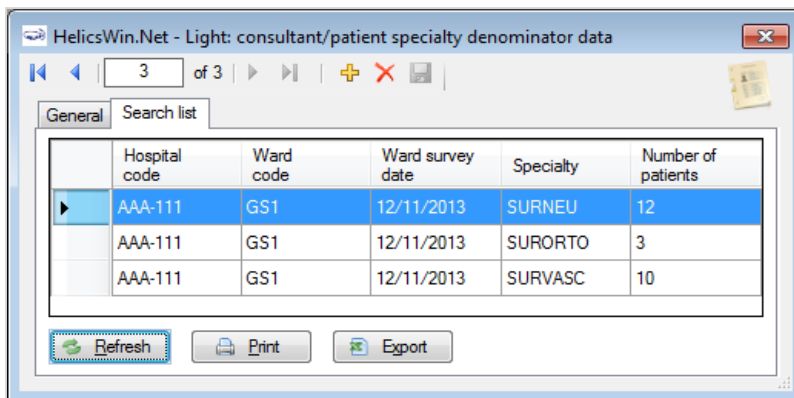 HelicsWin.Net - Light: consultant/patient specialty denominator data
3 of 3
General Search list
Hospital code Ward code Ward survey date Specialty Number of patients
AAA-111 GS1 12/11/2013 SURNEU 12
AAA-111 GS1 12/11/2013 SURORTO 3
AAA-111 GS1 12/11/2013 SURVASC 10
Refresh Print Export